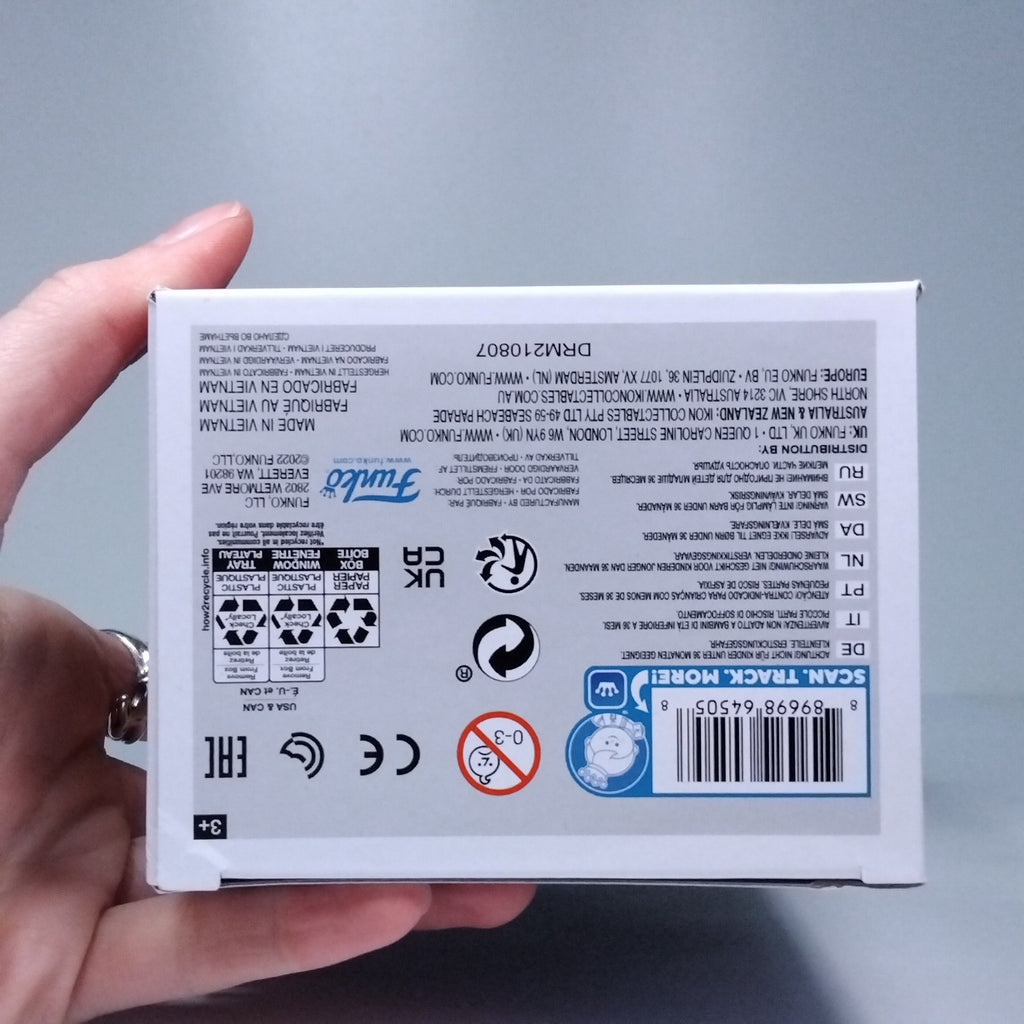 3+
8 89698 64505 8
SCAN. TRACK. MORE!
0-3
CE
EAC
DE
ACHTUNG! NICHT FÜR KINDER UNTER 36 MONATEN GEEIGNET.
KLEINTEILE. ERSTICKUNGSGEFAHR.
IT
AVVERTENZA! NON ADATTO A BAMBINI DI ETÀ INFERIORE A 36 MESI.
PICCOLE PARTI. RISCHIO DI SOFFOCAMENTO.
PT
ATENÇÃO! CONTRA-INDICADO PARA CRIANÇAS COM MENOS DE 36 MESES.
PEQUENAS PARTES. RISCO DE ASFIXIA.
NL
WAARSCHUWING! NIET GESCHIKT VOOR KINDEREN JONGER DAN 36 MAANDEN.
KLEINE ONDERDELEN. VERSTIKKINGSGEVAAR.
DA
ADVARSEL! IKKE EGNET TIL BØRN UNDER 36 MÅNEDER.
SMÅ DELE. KVÆLNINGSFARE.
SW
VARNING! INTE LÄMPLIG FÖR BARN UNDER 36 MÅNADER.
SMÅ DELAR. KVÄVNINGSRISK.
RU
ВНИМАНИЕ! НЕ ПРИГОДНО ДЛЯ ДЕТЕЙ МЛАДШЕ 36 МЕСЯЦЕВ.
МЕЛКИЕ ЧАСТИ. ОПАСНОСТЬ УДУШЬЯ.
®
UK
CA
USA & CAN
É.-U. et CAN
Remove From Box
Retirez de la boîte
Remove From Box
Retirez de la boîte
Check Locally*
Check Locally*
PAPER
PAPIER
BOX
BOÎTE
PLASTIC
PLASTIQUE
WINDOW
FENÊTRE
PLASTIC
PLASTIQUE
TRAY
PLATEAU
how2recycle.info
*Not recycled in all communities.
Vérifiez localement. Pourrait ne pas
être recyclable dans votre région.
MANUFACTURED BY · FABRIQUÉ PAR:
FABRICADO POR · HERGESTELLT DURCH:
FABBRICATO DA · FABRICADO POR:
VERVAARDIGD DOOR · FREMSTILLET AF
TILLVERKAD AV · ПРОИЗВОДИТЕЛЬ:
Funko
www.funko.com
FUNKO, LLC
2802 WETMORE AVE
EVERETT, WA 98201
©2022 FUNKO,LLC
DISTRIBUTION BY:
UK: FUNKO UK, LTD · 1 QUEEN CAROLINE STREET, LONDON, W6 9YN (UK) · WWW.FUNKO.COM
AUSTRALIA & NEW ZEALAND: IKON COLLECTABLES PTY LTD 49-59 SEABEACH PARADE
NORTH SHORE, VIC 3214 AUSTRALIA · WWW.IKONCOLLECTABLES.COM.AU
EUROPE: FUNKO EU, BV · ZUIDPLEIN 36, 1077 XV, AMSTERDAM (NL) · WWW.FUNKO.COM
MADE IN VIETNAM
FABRIQUÉ AU VIETNAM
FABRICADO EN VIETNAM
HERGESTELLT IN VIETNAM · FABBRICATO IN VIETNAM
FABRICADO NA VIETNAM · VERVAARDIGD IN VIETNAM
PRODUCERET I VIETNAM · TILLVERKAD I VIETNAM
СДЕЛАНО ВО ВЬЕТНАМЕ
DRM210807